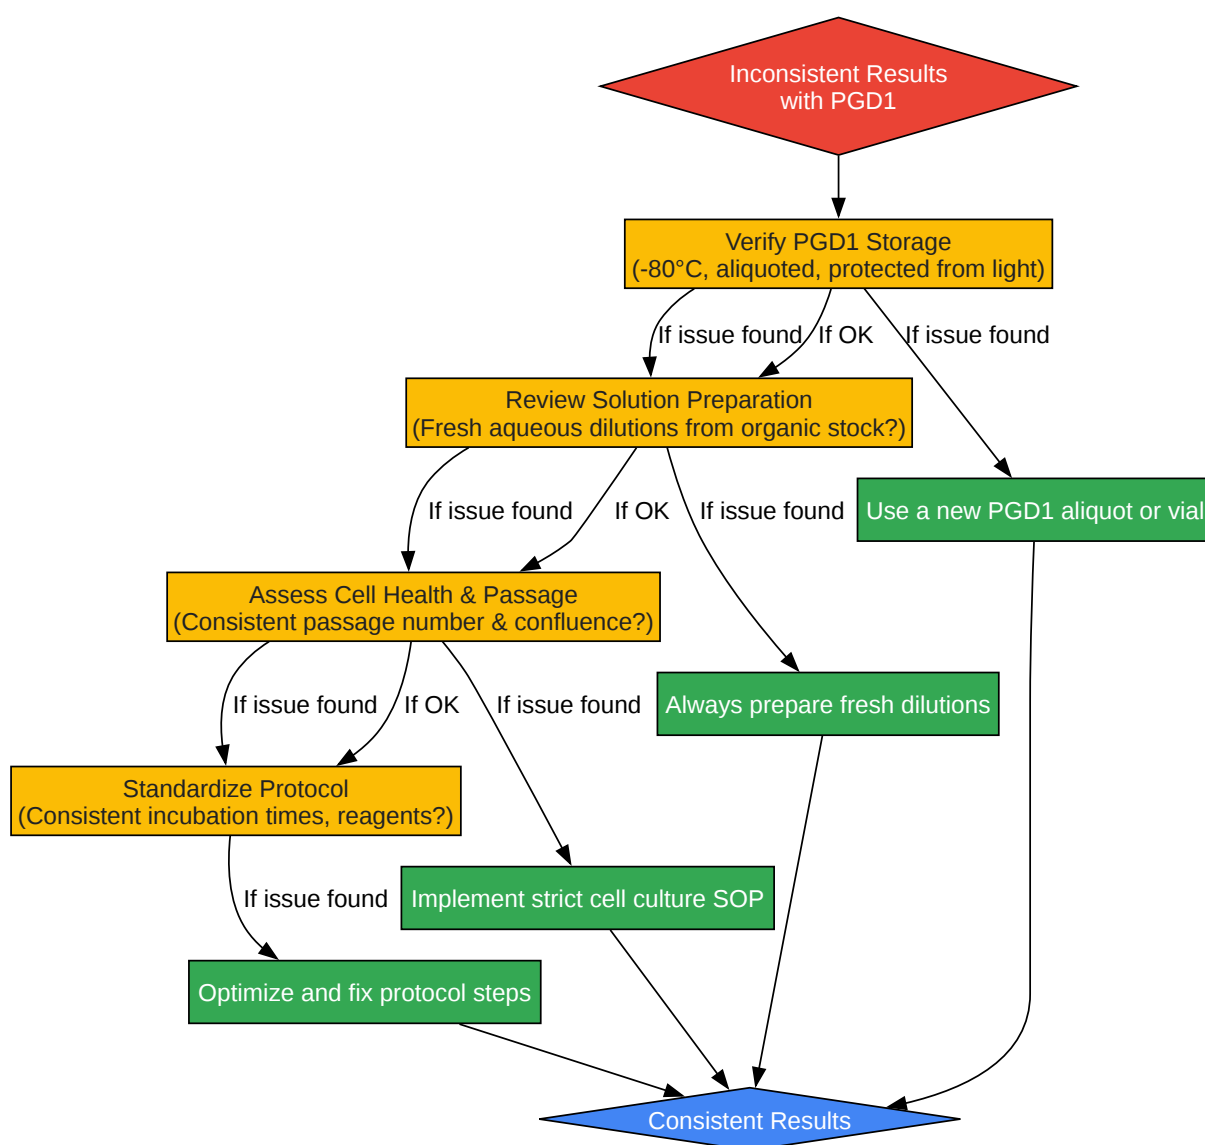 Inconsistent Results
with PGD1
Verify PGD1 Storage
(-80°C, aliquoted, protected from light)
If issue found
If OK
If issue found
Review Solution Preparation
(Fresh aqueous dilutions from organic stock?)
Use a new PGD1 aliquot or vial
If issue found
If OK
If issue found
Assess Cell Health & Passage
(Consistent passage number & confluence?)
If issue found
If OK
If issue found
Always prepare fresh dilutions
Standardize Protocol
(Consistent incubation times, reagents?)
If issue found
Implement strict cell culture SOP
Optimize and fix protocol steps
Consistent Results